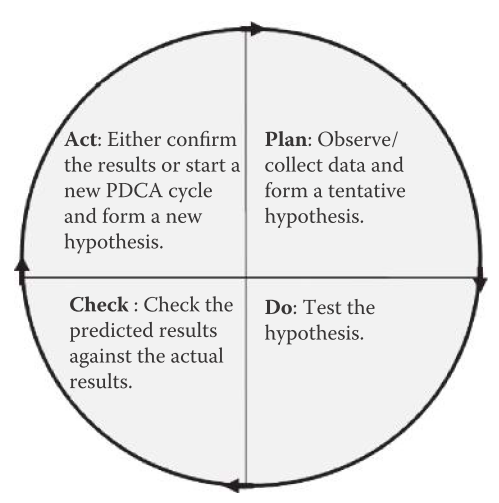 Act: Either confirm
the results or start a
new PDCA cycle
and form a new
hypothesis.
Plan: Observe/
collect data and
form a tentative
hypothesis.
Check : Check the
predicted results
against the actual
results.
Do: Test the
hypothesis.